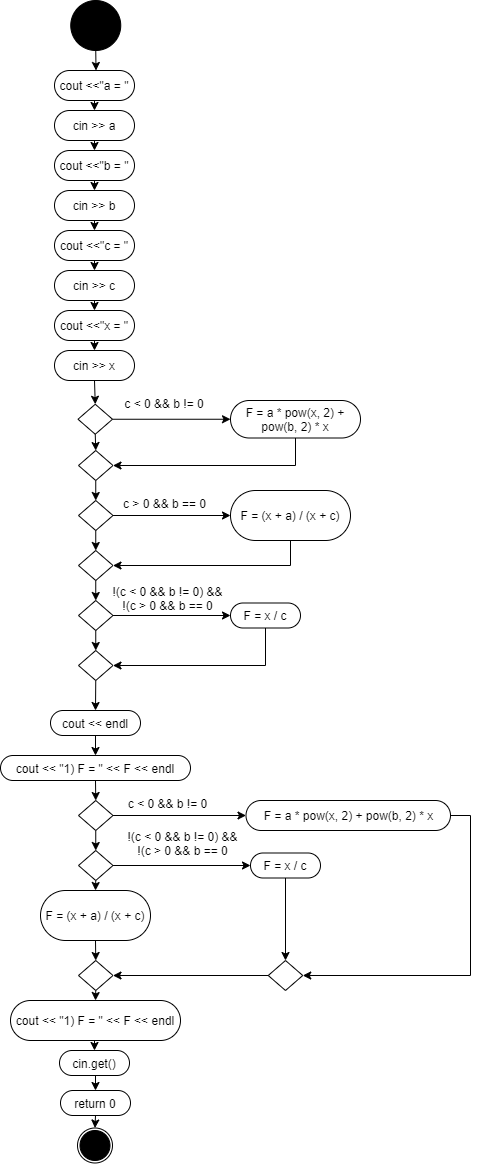 cout <<"a = "
cin >> a
cout <<"b = "
cin >> b
cout <<"c = "
cin >> c
cout <<"x = "
cin >> x
c < 0 && b != 0
F = a * pow(x, 2) +
pow(b, 2) * x
c > 0 && b == 0
F = (x + a) / (x + c)
!(c < 0 && b != 0) &&
!(c > 0 && b == 0
F = x / c
cout << endl
cout << "1) F = " << F << endl
c < 0 && b != 0
F = a * pow(x, 2) + pow(b, 2) * x
!(c < 0 && b != 0) &&
!(c > 0 && b == 0
F = x / c
F = (x + a) / (x + c)
cout << "1) F = " << F << endl
cin.get()
return 0